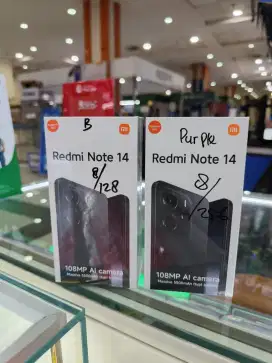 B
Redmi Note 14
8/128
108MP AI camera
Purple
Redmi Note 14
8/256
108MP AI camera